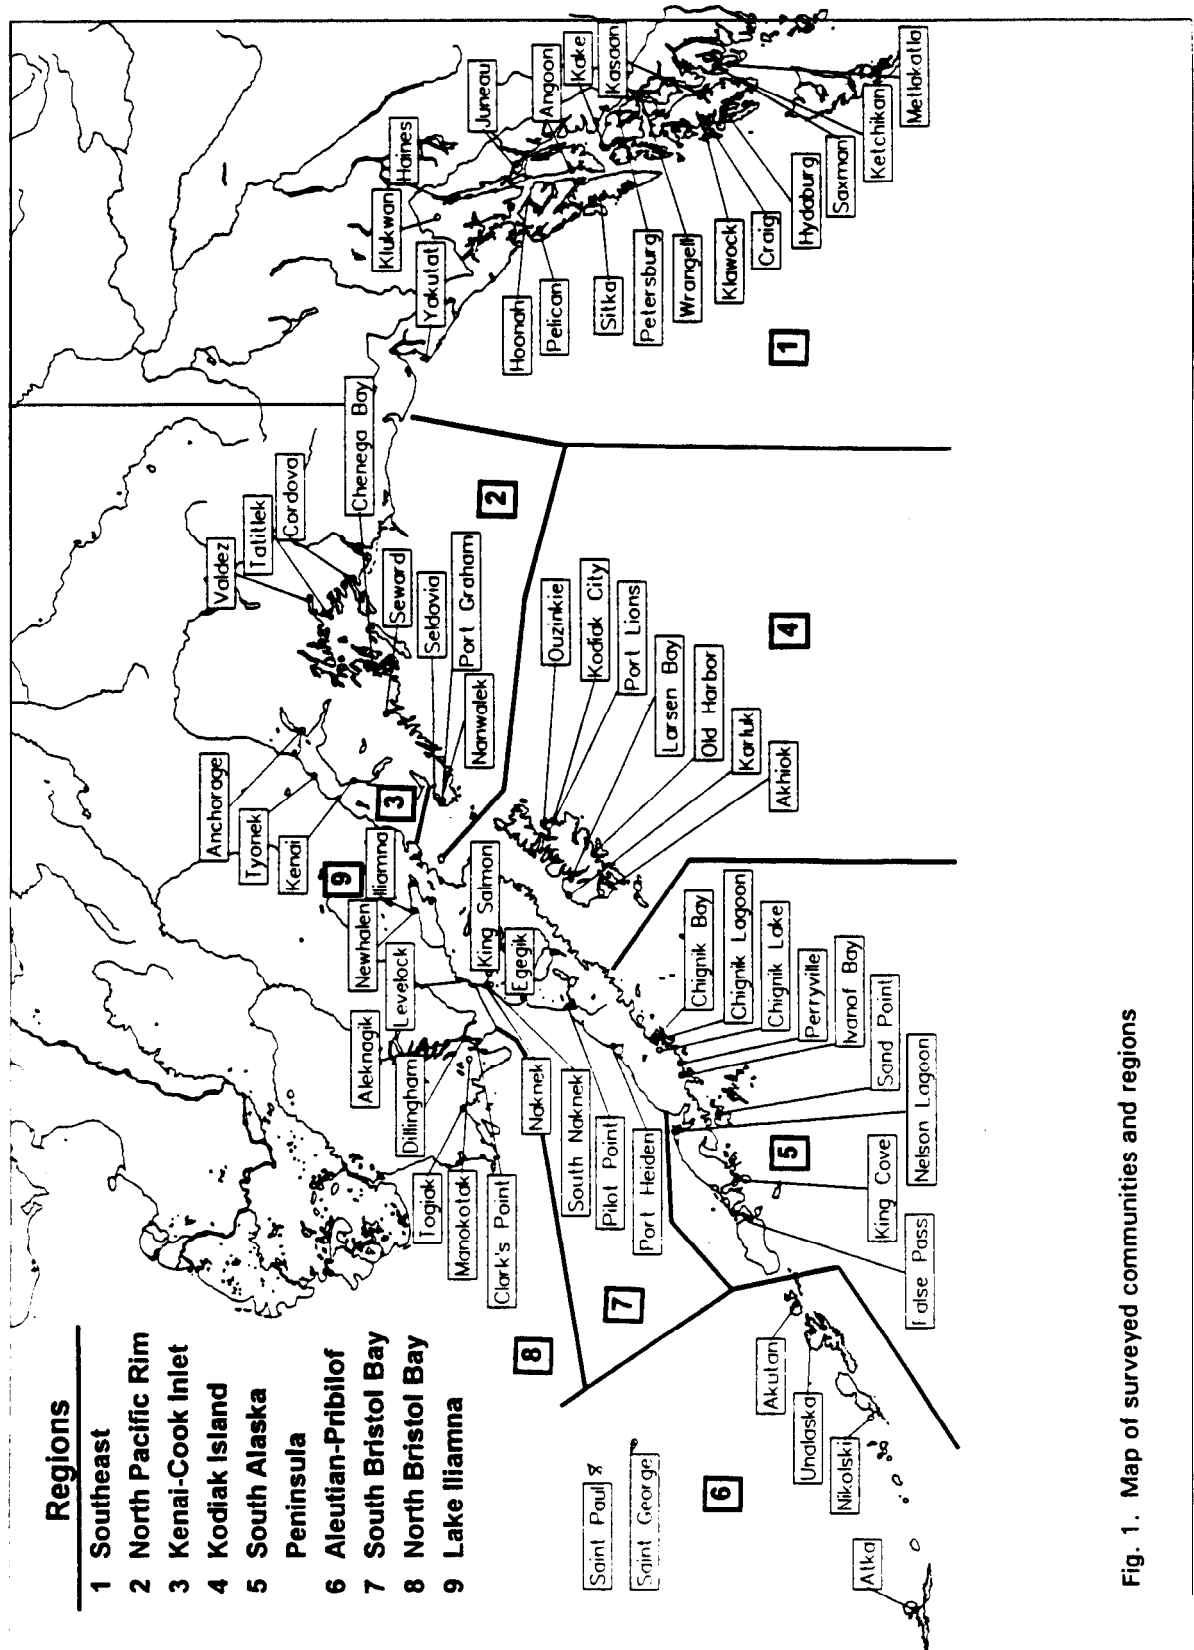 Regions
1 Southeast
2 North Pacific Rim
3 Kenai-Cook Inlet
4 Kodiak Island
5 South Alaska
Peninsula
6 Aleutian-Pribilof
7 South Bristol Bay
8 North Bristol Bay
9 Lake Iliamna
Klukwan
Haines
Juneau
Angoon
Kake
Kasaan
Yakutat
Hoonah
Pelican
Sitka
Petersburg
Wrangell
Klawock
Craig
Hydaburg
Saxman
Ketchikan
Metlakatla
1
Valdez
Tatitlek
Cordova
Chenega Bay
Seward
Seldovia
Port Graham
Nanwalek
2
Anchorage
Tyonek
Kenai
3
Ouzinkie
Kodiak City
Port Lions
Larsen Bay
Old Harbor
Karluk
Akhiok
4
9
Iliamna
Newhalen
Levelock
King Salmon
Egegik
Aleknagik
Dillingham
Togiak
Manokotak
Clark's Point
8
Naknek
South Naknek
Pilot Point
Port Heiden
7
Chignik Bay
Chignik Lagoon
Chignik Lake
Perryville
Ivanof Bay
Sand Point
Nelson Lagoon
King Cove
False Pass
5
Akutan
Unalaska
Nikolski
Atka
Saint Paul
Saint George
6
Fig. 1. Map of surveyed communities and regions